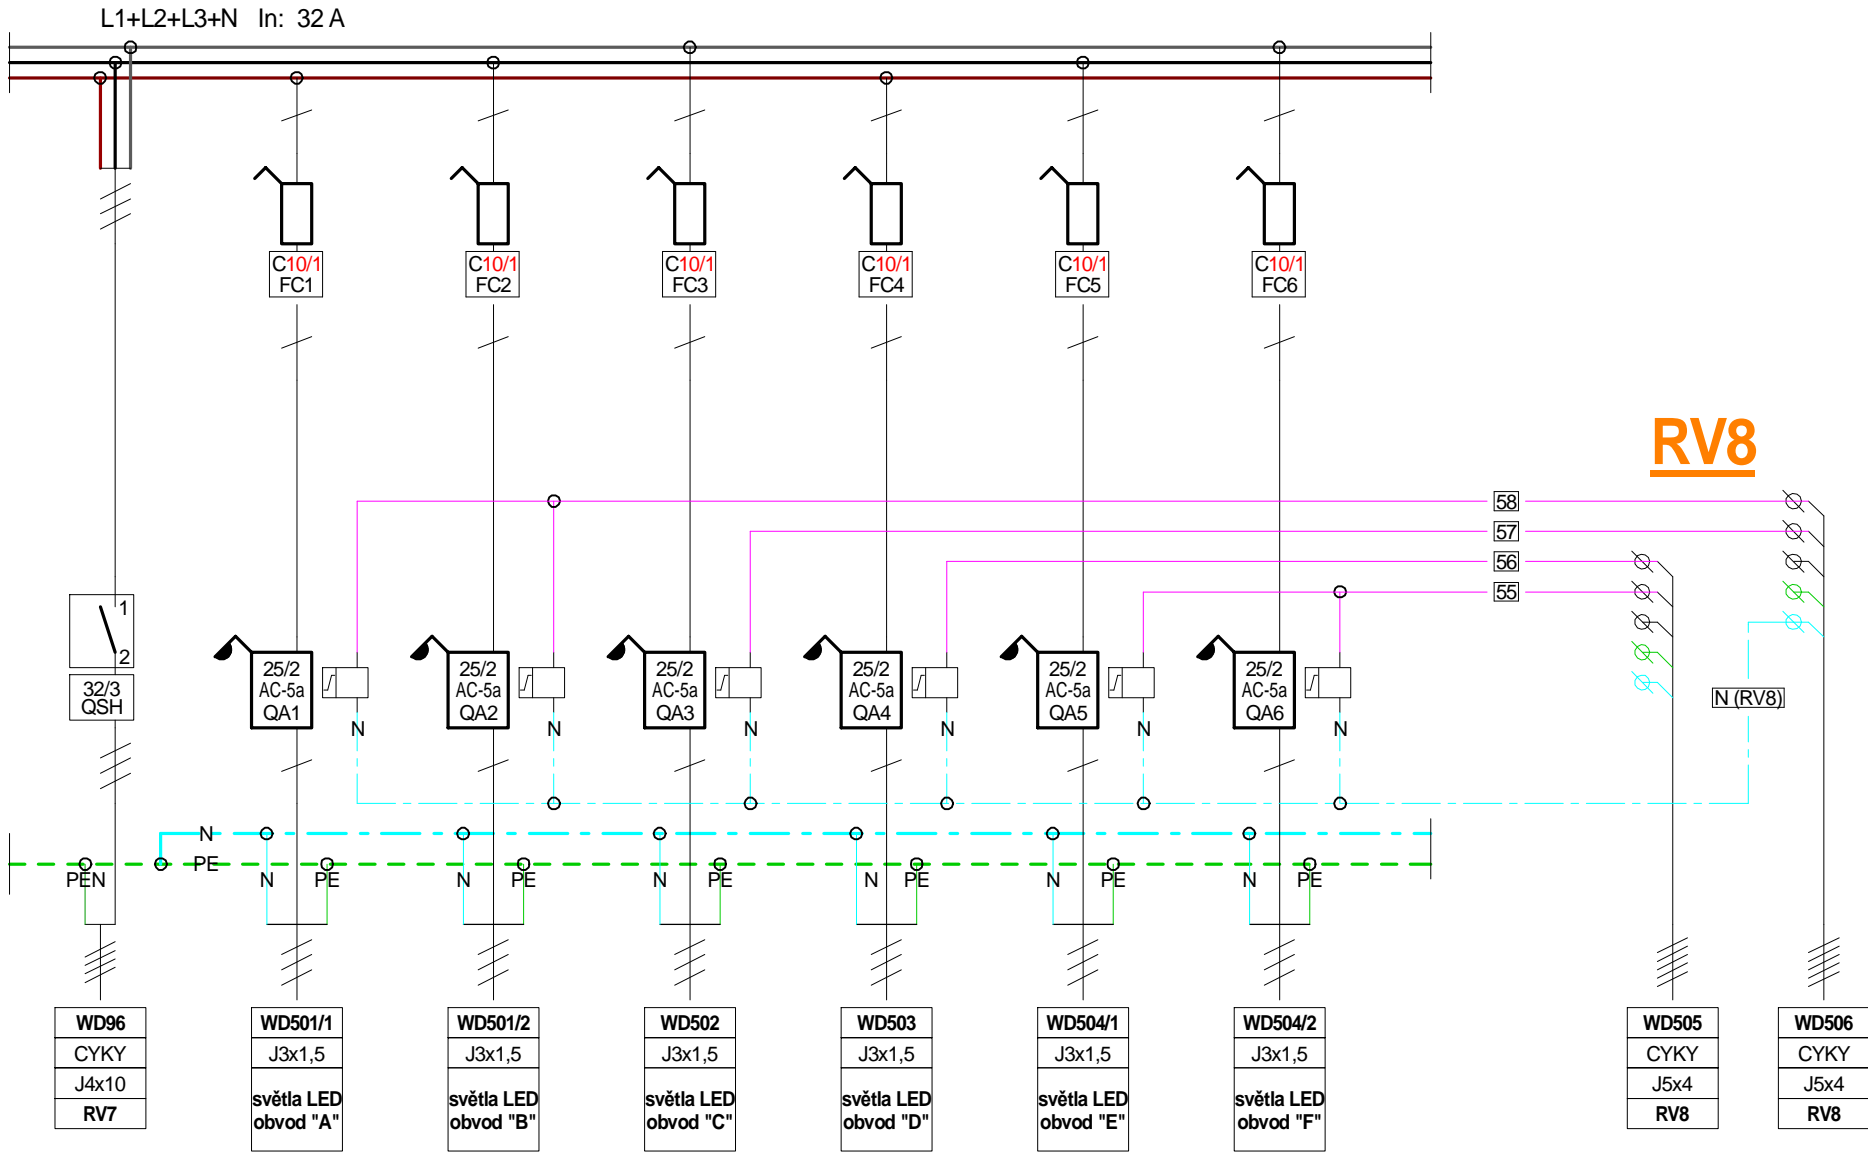 L1+L2+L3+N In: 32 A
C10/1
FC1
C10/1
FC2
C10/1
FC3
C10/1
FC4
C10/1
FC5
C10/1
FC6
RV8
58
57
56
55
1
2
32/3
QSH
25/2
AC-5a
QA1
N
25/2
AC-5a
QA2
N
25/2
AC-5a
QA3
N
25/2
AC-5a
QA4
N
25/2
AC-5a
QA5
N
25/2
AC-5a
QA6
N
N (RV8)
N
PE
PEN
N PE
N PE
N PE
N PE
N PE
N PE
WD96
CYKY
J4x10
RV7
WD501/1
J3x1,5
světla LED
obvod "A"
WD501/2
J3x1,5
světla LED
obvod "B"
WD502
J3x1,5
světla LED
obvod "C"
WD503
J3x1,5
světla LED
obvod "D"
WD504/1
J3x1,5
světla LED
obvod "E"
WD504/2
J3x1,5
světla LED
obvod "F"
WD505
CYKY
J5x4
RV8
WD506
CYKY
J5x4
RV8